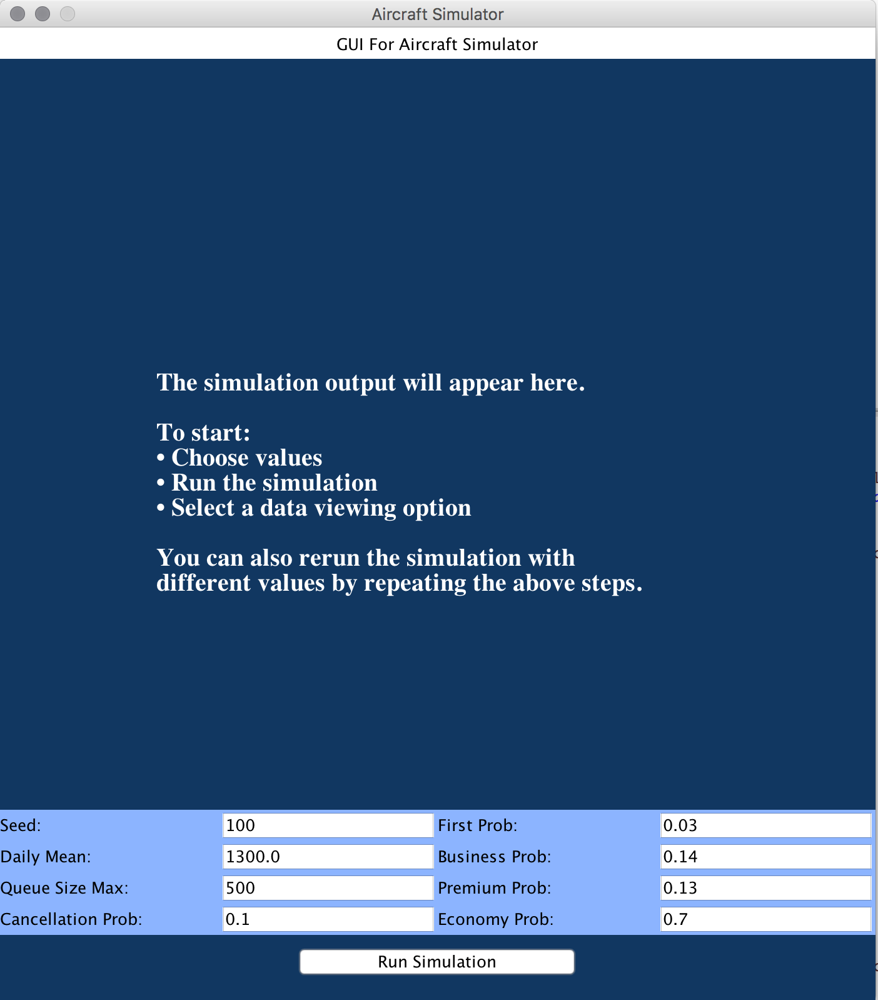 Aircraft Simulator
GUI For Aircraft Simulator
The simulation output will appear here.
To start:
• Choose values
• Run the simulation
• Select a data viewing option
You can also rerun the simulation with
different values by repeating the above steps.
Seed: 100 First Prob: 0.03
Daily Mean: 1300.0 Business Prob: 0.14
Queue Size Max: 500 Premium Prob: 0.13
Cancellation Prob: 0.1 Economy Prob: 0.7
Run Simulation